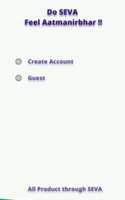 Do SEVA
Feel Aatmanirbhar !!
Create Account
Guest
All Product through SEVA